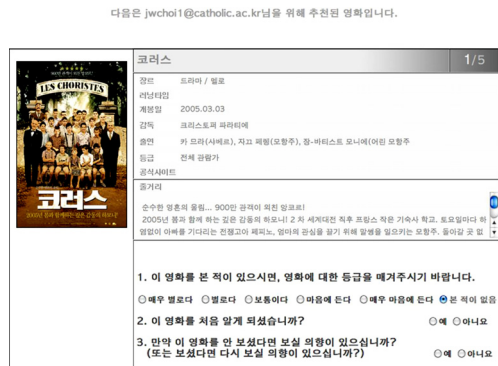 다음은 jwchoi1@catholic.ac.kr님을 위해 추천된 영화입니다.
코러스 1/5
LES CHORISTES
코러스
장르 드라마 / 멜로
러닝타임
개봉일 2005.03.03
감독 크리스토퍼 파라티에
출연 카 므라(사베르), 자끄 페렝(모항주), 장-바티스트 모니에(어린 모항주
등급 전체 관람가
공식사이트
줄거리
순수한 영혼의 울림... 900만 관객이 외친 앙코르!
2005년 봄과 함께 하는 깊은 감동의 하모니! 2 차 세계대전 직후 프랑스 작은 기숙사 학교. 토요일마다 하
염없이 아빠를 기다리는 전쟁고아 페피노, 엄마의 관심을 끌기 위해 말썽을 일으키는 모항주. 돌아갈 곳 없
1. 이 영화를 본 적이 있으시면, 영화에 대한 등급을 매겨주시기 바랍니다.
매우 별로다 별로다 보통이다 마음에 든다 매우 마음에 든다 본 적이 없음
2. 이 영화를 처음 알게 되셨습니까? 예 아니요
3. 만약 이 영화를 안 보셨다면 보실 의향이 있으십니까?
(또는 보셨다면 다시 보실 의향이 있으십니까?) 예 아니요